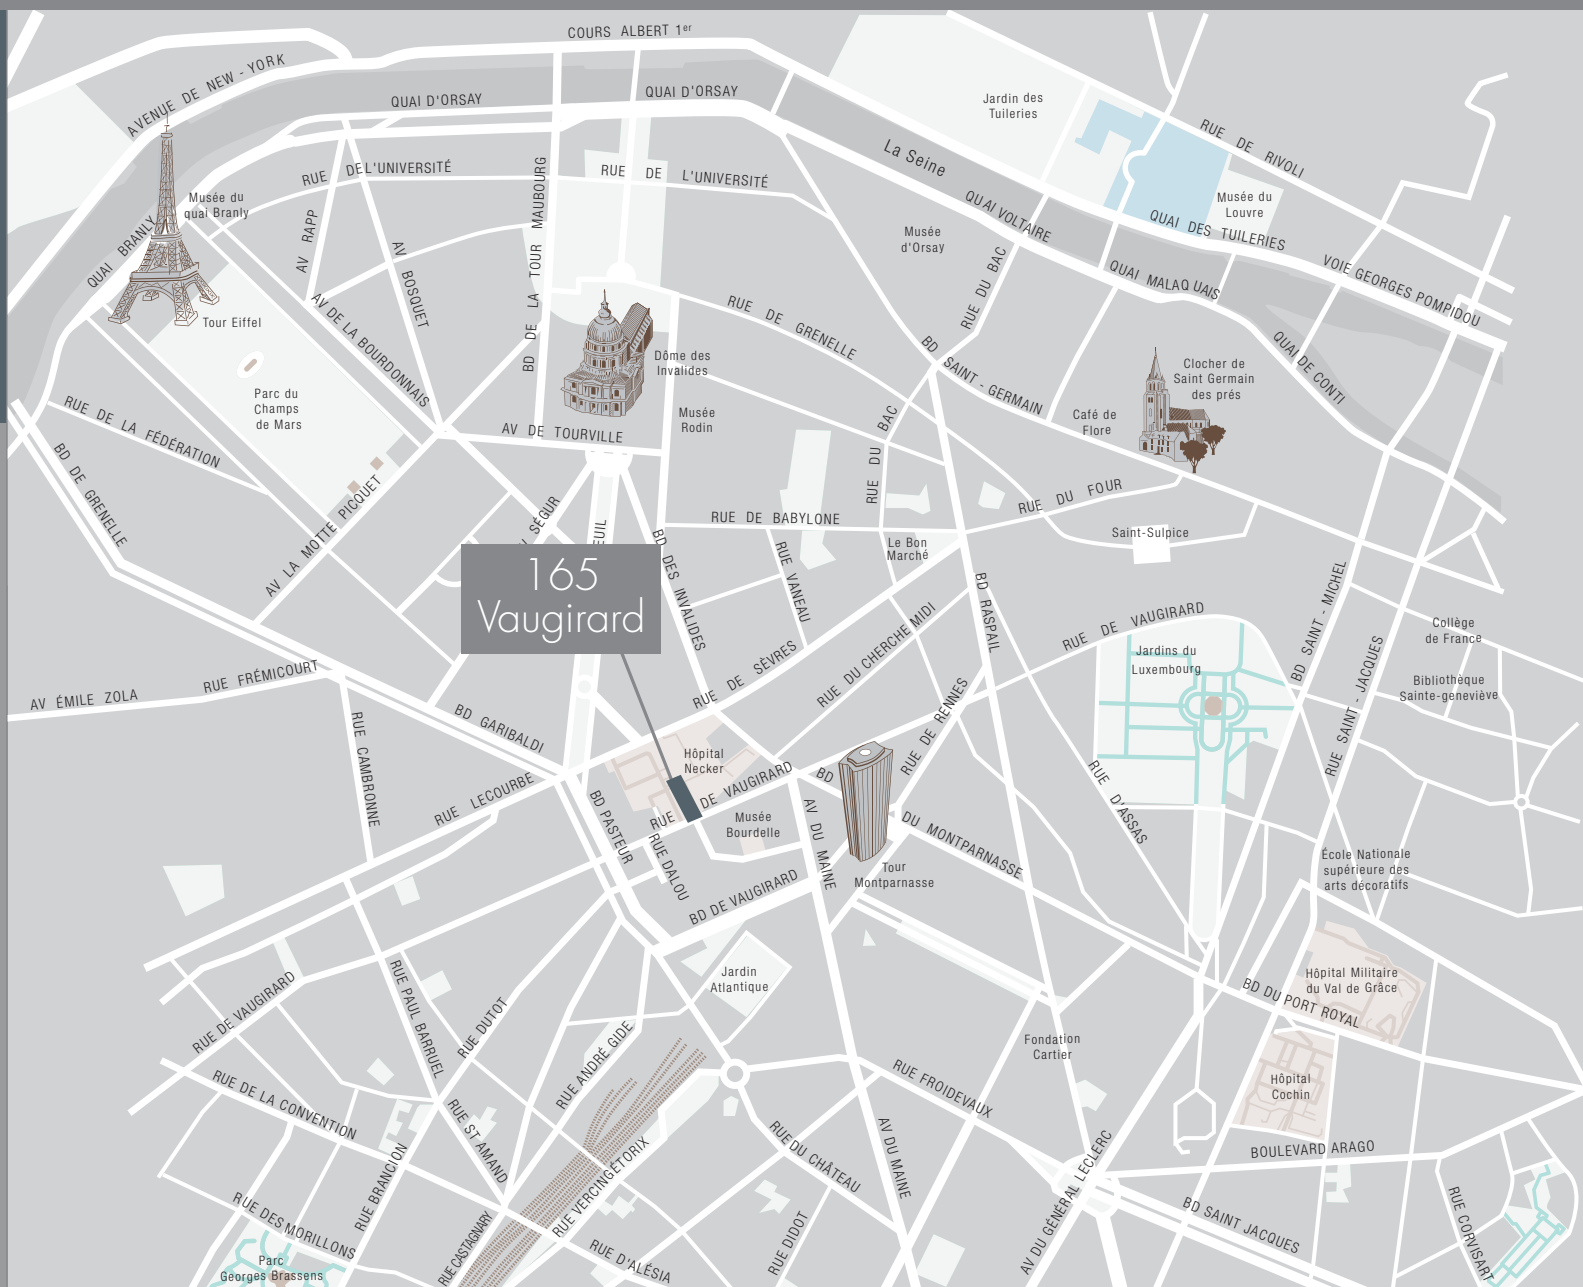 COURS ALBERT 1er
AVENUE DE NEW - YORK
QUAI D'ORSAY
QUAI D'ORSAY
Jardin des
Tuileries
RUE DE RIVOLI
La Seine
RUE DE L'UNIVERSITÉ
RUE DE L'UNIVERSITÉ
Musée du
quai Branly
QUAI BRANLY
AV RAPP
AV BOSQUET
BD DE LA TOUR MAUBOURG
Musée
d'Orsay
QUAI VOLTAIRE
Musée du
Louvre
QUAI DES TUILERIES
VOIE GEORGES POMPIDOU
QUAI MALAQUAIS
RUE DU BAC
QUAI DE CONTI
Tour Eiffel
AV DE LA BOURDONNAIS
RUE DE GRENELLE
BD SAINT - GERMAIN
Dôme des
Invalides
Clocher de
Saint Germain
des prés
Parc du
Champs
de Mars
Musée
Rodin
Café de
Flore
RUE DE LA FÉDÉRATION
AV DE TOURVILLE
RUE DU BAC
BD DE GRENELLE
AV LA MOTTE PICQUET
SÉGUR
EUIL
RUE DU FOUR
RUE DE BABYLONE
Le Bon
Marché
Saint-Sulpice
165
Vaugirard
BD DES INVALIDES
RUE VANEAU
BD RASPAIL
RUE DE VAUGIRARD
BD SAINT - MICHEL
Collège
de France
RUE DE SÈVRES
RUE DU CHERCHE MIDI
Jardins du
Luxembourg
RUE SAINT - JACQUES
Bibliothèque
Sainte-geneviève
AV ÉMILE ZOLA
RUE FRÉMICOURT
BD GARIBALDI
RUE CAMBRONNE
RUE DE RENNES
Hôpital
Necker
RUE LECOURBE
BD PASTEUR
RUE DE VAUGIRARD
BD DU MONTPARNASSE
RUE D'ASSAS
Musée
Bourdelle
AV DU MAINE
RUE DALOU
Tour
Montparnasse
École Nationale
supérieure des
arts décoratifs
BD DE VAUGIRARD
Jardin
Atlantique
Hôpital Militaire
du Val de Grâce
BD DU PORT ROYAL
RUE DE VAUGIRARD
RUE PAUL BARRUEL
RUE DUTOT
RUE ANDRÉ GIDE
Fondation
Cartier
RUE FROIDEVAUX
Hôpital
Cochin
RUE DE LA CONVENTION
RUE ST AMAND
RUE BRANCION
RUE VERCINGÉTORIX
RUE DU CHÂTEAU
AV DU MAINE
BOULEVARD ARAGO
AV DU GÉNÉRAL LECLERC
BD SAINT JACQUES
RUE CORVISART
RUE DES MORILLONS
RUE CASTAGNARY
RUE D'ALÉSIA
RUE DIDOT
Parc
Georges Brassens